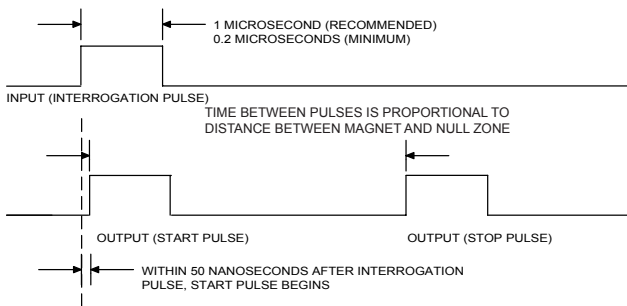 1 MICROSECOND (RECOMMENDED)
0.2 MICROSECONDS (MINIMUM)
INPUT (INTERROGATION PULSE)
TIME BETWEEN PULSES IS PROPORTIONAL TO
DISTANCE BETWEEN MAGNET AND NULL ZONE
OUTPUT (START PULSE)
OUTPUT (STOP PULSE)
WITHIN 50 NANOSECONDS AFTER INTERROGATION
PULSE, START PULSE BEGINS